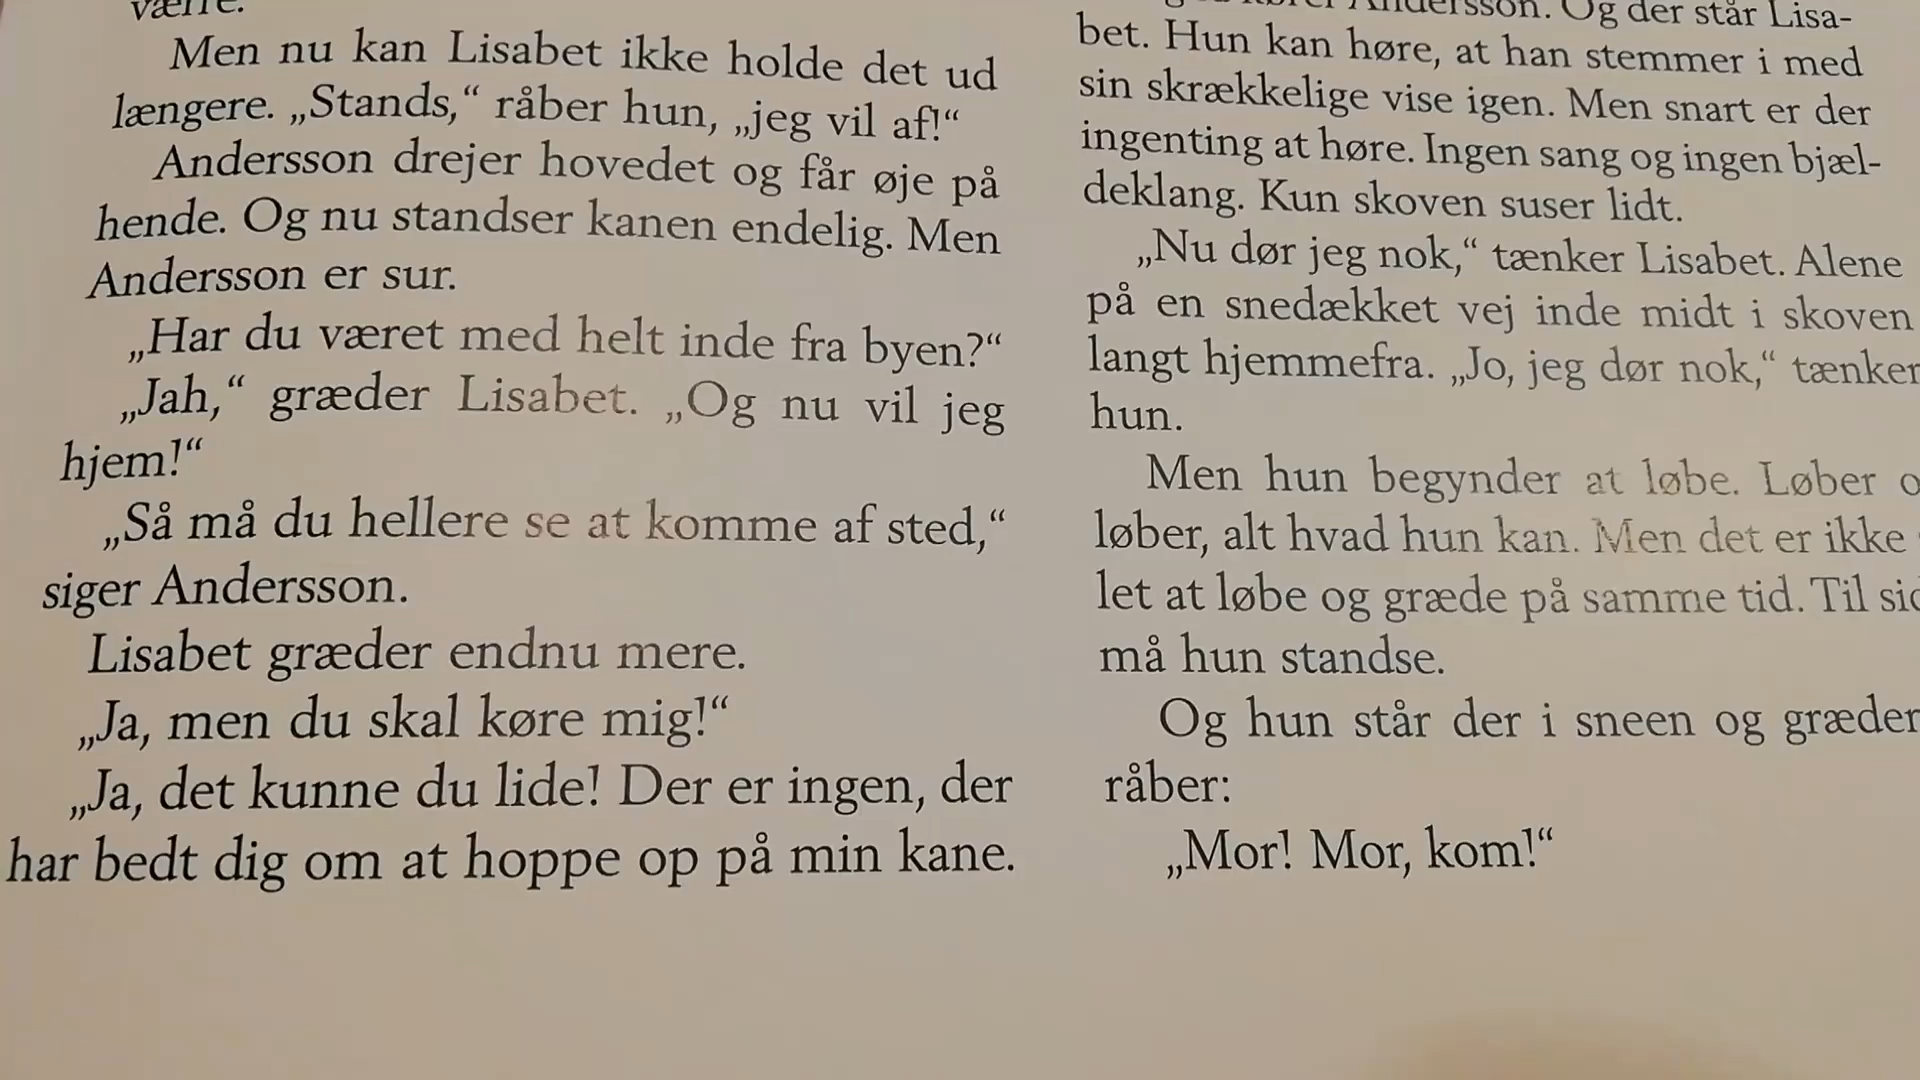 værre.
Men nu kan Lisabet ikke holde det ud
længere. „Stands,“ råber hun, „jeg vil af!“
Andersson drejer hovedet og får øje på
hende. Og nu standser kanen endelig. Men
Andersson er sur.
„Har du været med helt inde fra byen?“
„Jah,“ græder Lisabet. „Og nu vil jeg
hjem!“
„Så må du hellere se at komme af sted,“
siger Andersson.
Lisabet græder endnu mere.
„Ja, men du skal køre mig!“
„Ja, det kunne du lide! Der er ingen, der
har bedt dig om at hoppe op på min kane.
Andersson. Og der står Lisa-
bet. Hun kan høre, at han stemmer i med
sin skrækkelige vise igen. Men snart er der
ingenting at høre. Ingen sang og ingen bjæl-
deklang. Kun skoven suser lidt.
„Nu dør jeg nok,“ tænker Lisabet. Alene
på en snedækket vej inde midt i skoven
langt hjemmefra. „Jo, jeg dør nok,“ tænker
hun.
Men hun begynder at løbe. Løber
løber, alt hvad hun kan. Men det er ikke
let at løbe og græde på samme tid. Til
må hun standse.
Og hun står der i sneen og græder
råber:
„Mor! Mor, kom!“